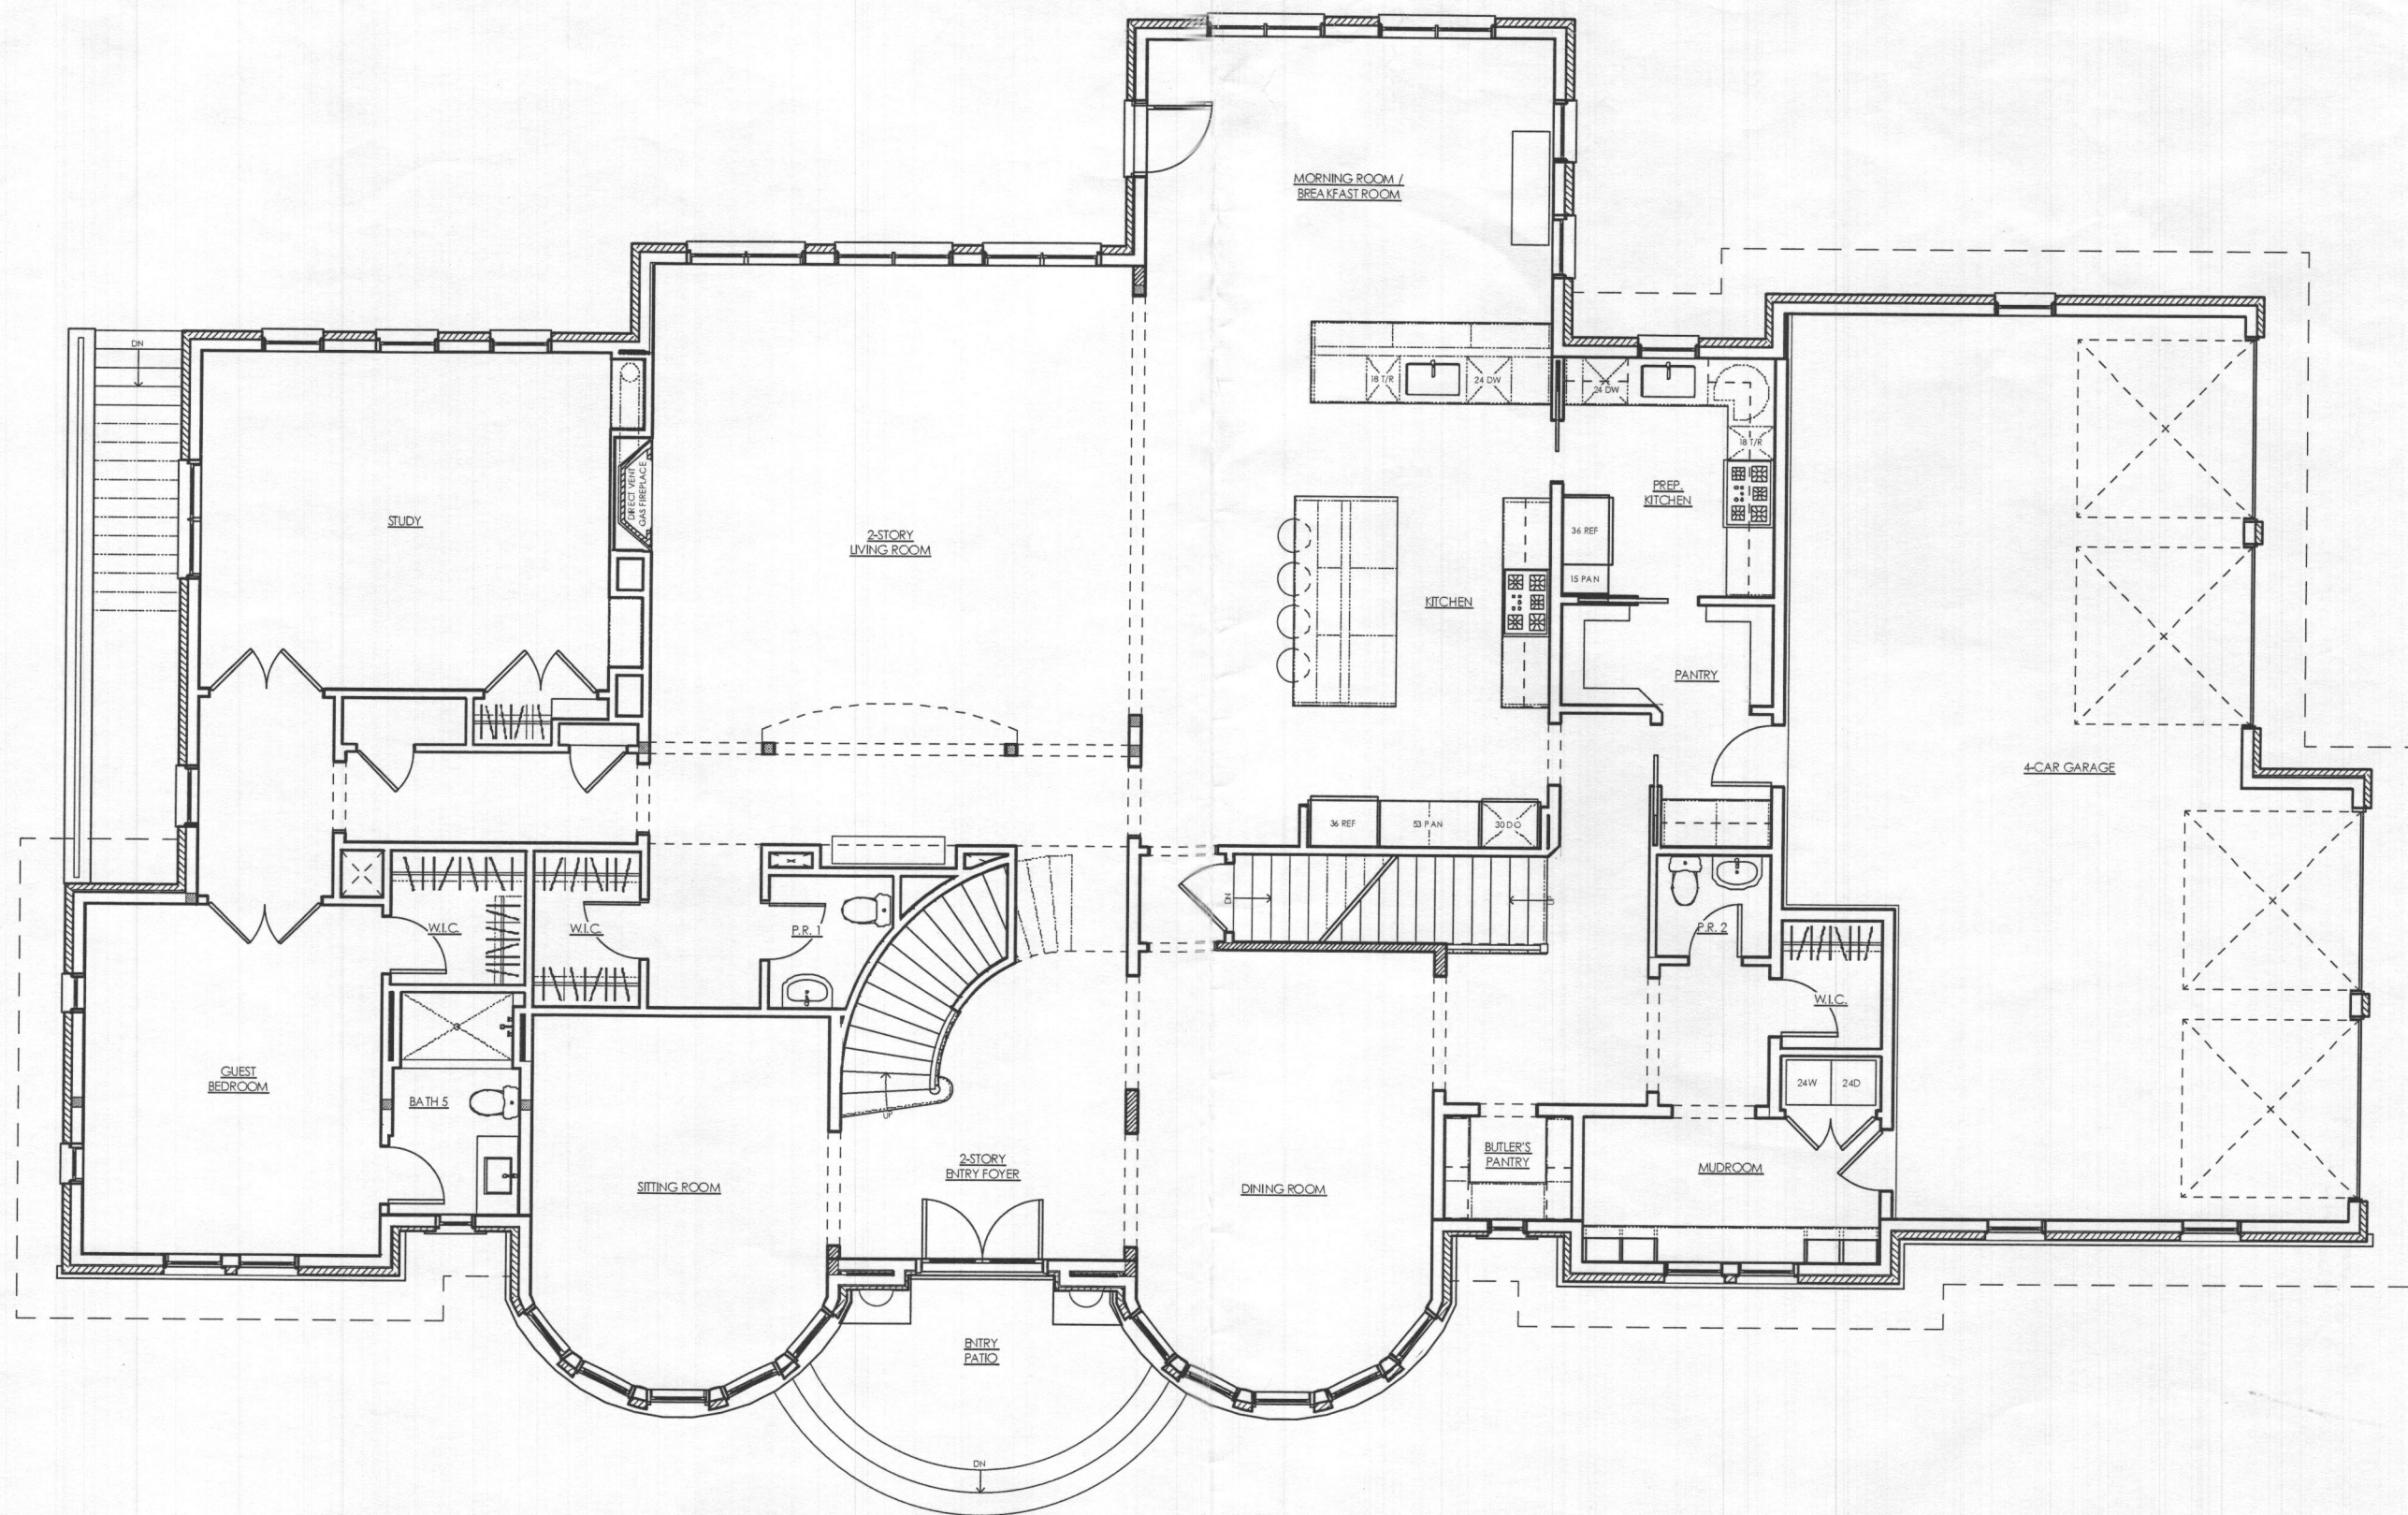 MORNING ROOM /
BREAKFAST ROOM
DN
18 T/R
24 DW
24 DW
18 T/R
DIRECT VENT
GAS FIREPLACE
STUDY
2-STORY
LIVING ROOM
PREP.
KITCHEN
36 REF
15 PAN
KITCHEN
PANTRY
4-CAR GARAGE
36 REF
53 PAN
30 DO
DN
UP
W.I.C.
W.I.C.
P.R. 1
P.R. 2
W.I.C.
GUEST
BEDROOM
BATH 5
UP
24W
24D
SITTING ROOM
2-STORY
ENTRY FOYER
DINING ROOM
BUTLER'S
PANTRY
MUDROOM
ENTRY
PATIO
DN